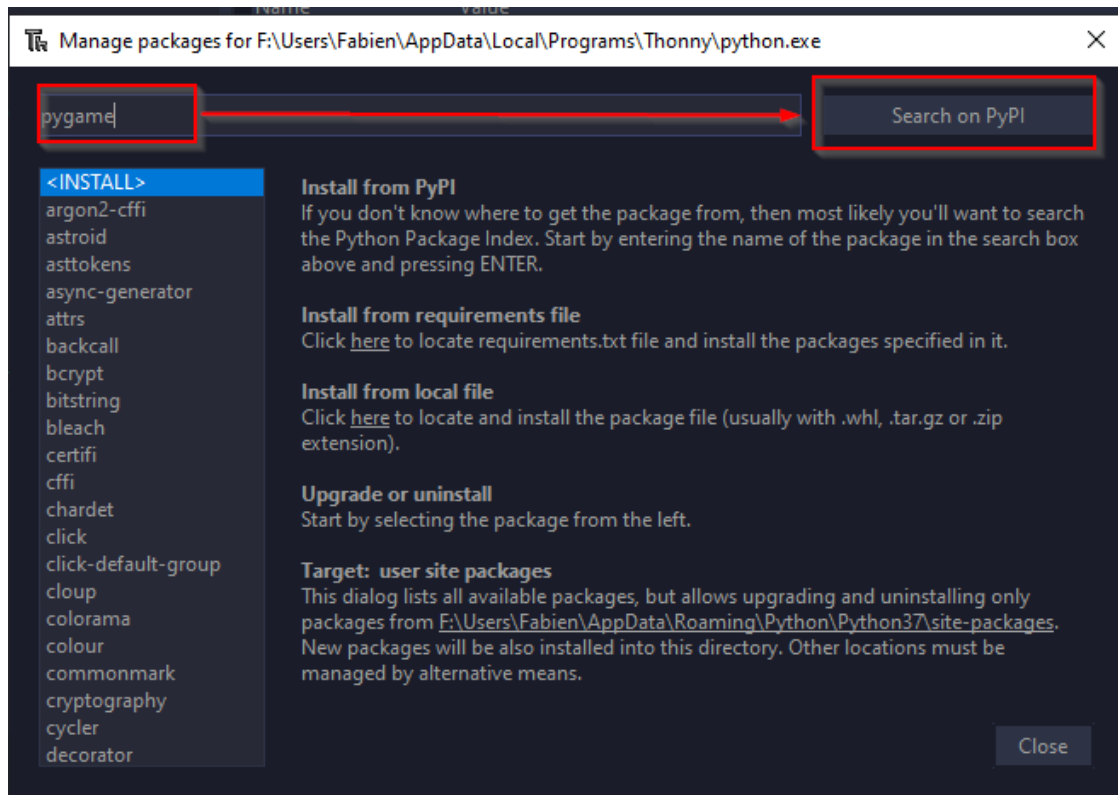 Name Value
Manage packages for F:\Users\Fabien\AppData\Local\Programs\Thonny\python.exe
pygame
Search on PyPI
<INSTALL>
argon2-cffi
astroid
asttokens
async-generator
attrs
backcall
bcrypt
bitstring
bleach
certifi
cffi
chardet
click
click-default-group
cloup
colorama
colour
commonmark
cryptography
cycler
decorator
Install from PyPI
If you don't know where to get the package from, then most likely you'll want to search
the Python Package Index. Start by entering the name of the package in the search box
above and pressing ENTER.
Install from requirements file
Click here to locate requirements.txt file and install the packages specified in it.
Install from local file
Click here to locate and install the package file (usually with .whl, .tar.gz or .zip
extension).
Upgrade or uninstall
Start by selecting the package from the left.
Target: user site packages
This dialog lists all available packages, but allows upgrading and uninstalling only
packages from F:\Users\Fabien\AppData\Roaming\Python\Python37\site-packages.
New packages will be also installed into this directory. Other locations must be
managed by alternative means.
Close